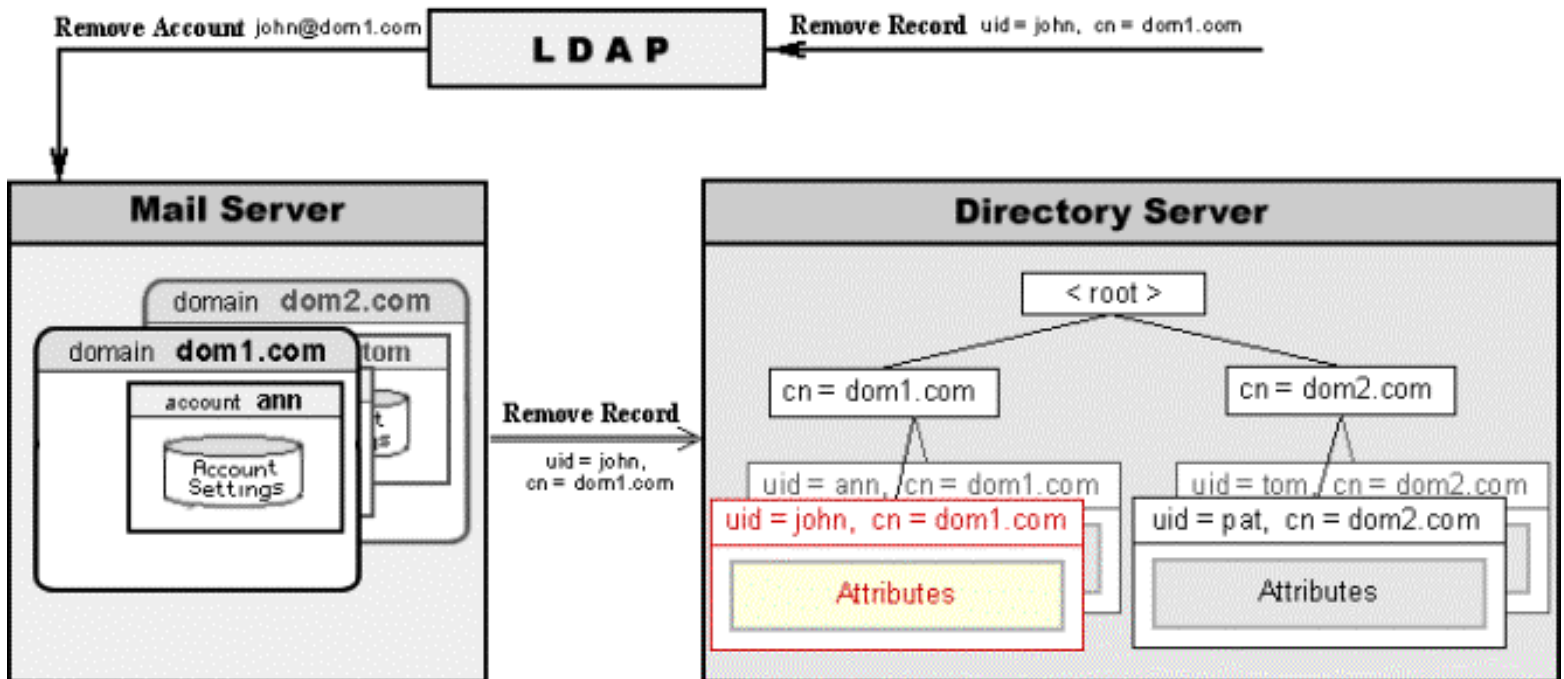 Remove Account john@dom1.com
LDAP
Remove Record uid = john, cn = dom1.com
Mail Server
domain dom2.com
tom
domain dom1.com
account ann
Account
Settings
Remove Record
uid = john,
cn = dom1.com
Directory Server
< root >
cn = dom1.com
cn = dom2.com
uid = ann, cn = dom1.com
uid = tom, cn = dom2.com
uid = john, cn = dom1.com
uid = pat, cn = dom2.com
Attributes
Attributes